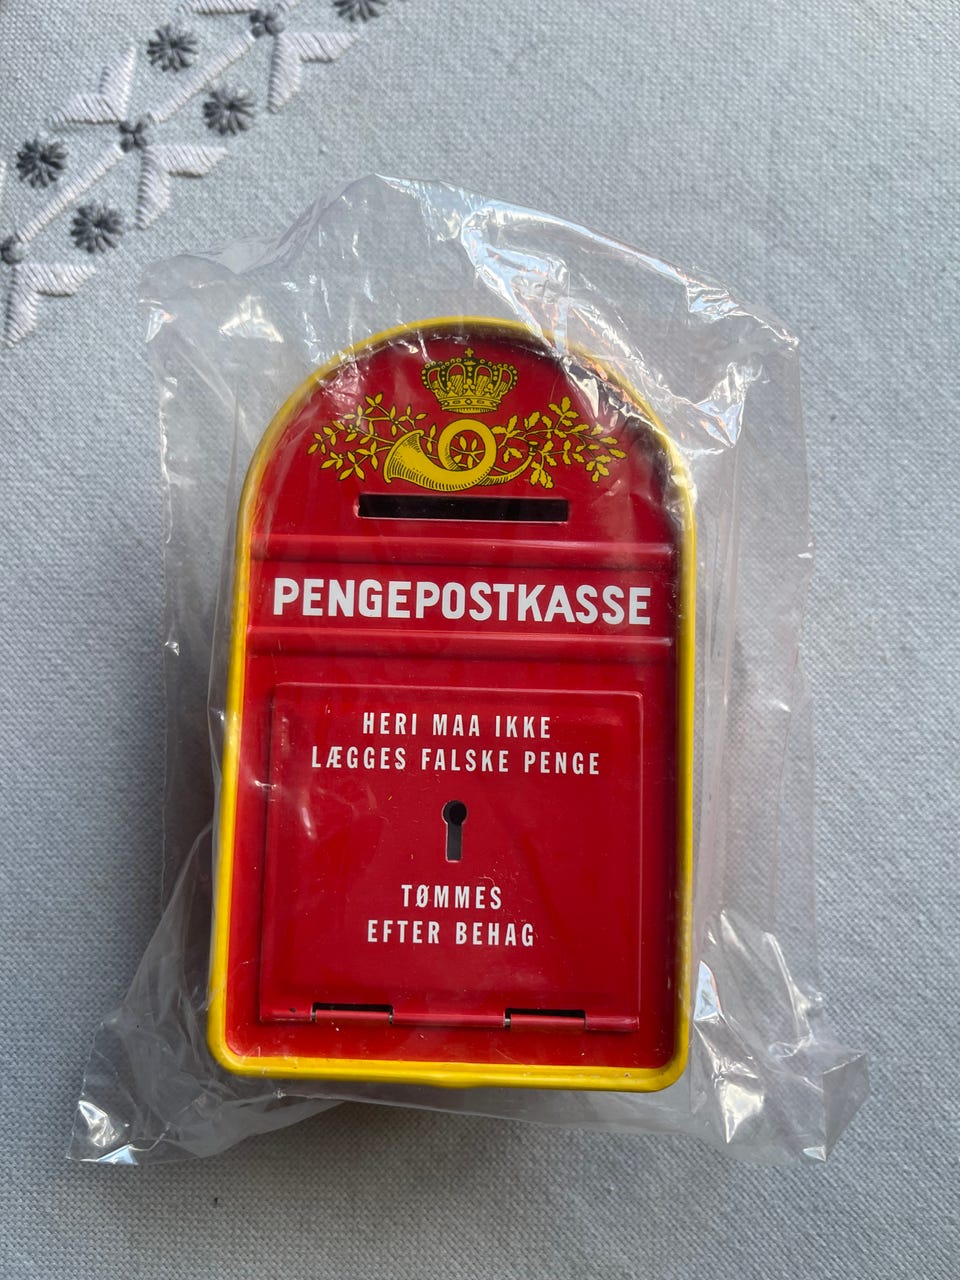 PENGEPOSTKASSE
HERI MAA IKKE
LÆGGES FALSKE PENGE
TØMMES
EFTER BEHAG